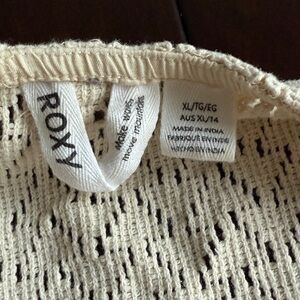 ROXY
Make waves,
move mountains
XL/TG/EG
AUS XL/14
MADE IN INDIA
FABRIQUÉ EN INDE
HECHO EN INDIA